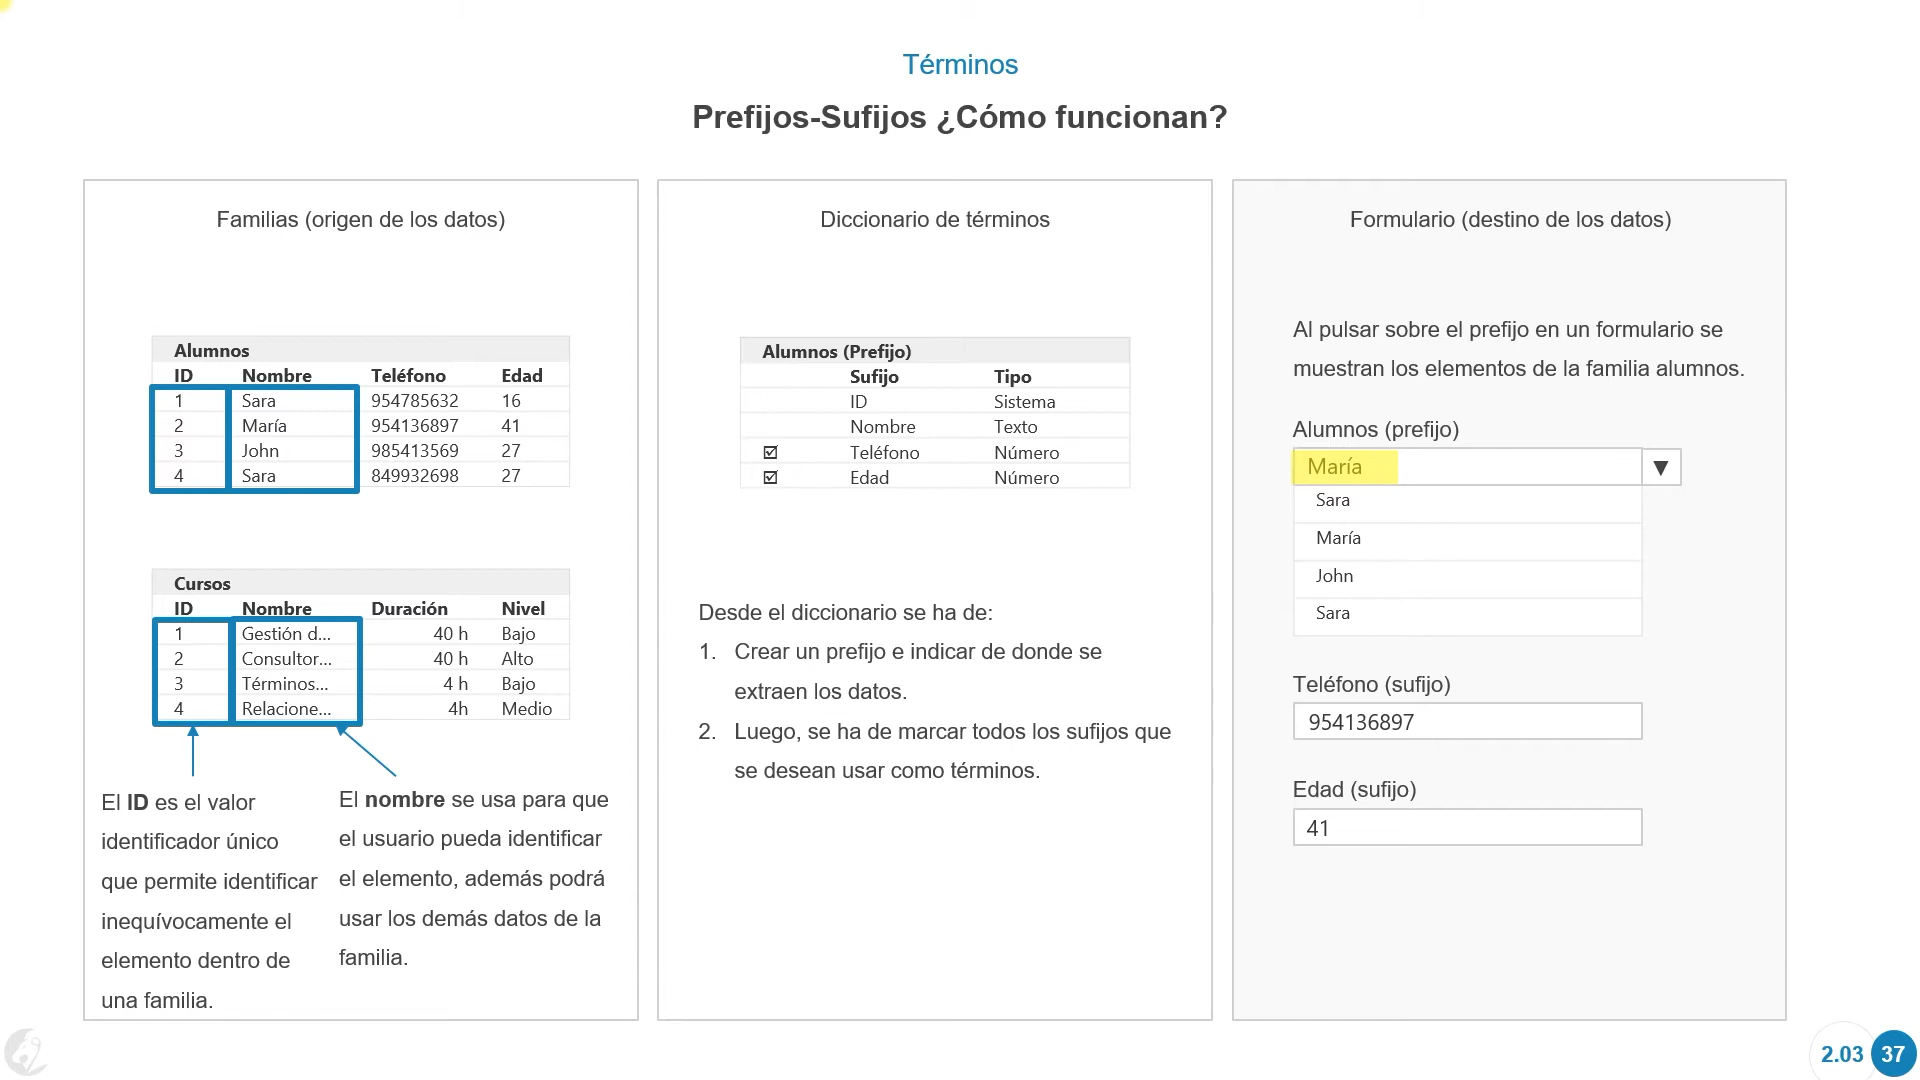 Términos
Prefijos-Sufijos ¿Cómo funcionan?
Familias (origen de los datos)
Alumnos
ID Nombre Teléfono Edad
1 Sara 954785632 16
2 María 954136897 41
3 John 985413569 27
4 Sara 849932698 27
Cursos
ID Nombre Duración Nivel
1 Gestión d... 40 h Bajo
2 Consultor... 40 h Alto
3 Términos... 4 h Bajo
4 Relacione... 4h Medio
El ID es el valor
identificador único
que permite identificar
inequívocamente el
elemento dentro de
una familia.
El nombre se usa para que
el usuario pueda identificar
el elemento, además podrá
usar los demás datos de la
familia.
Diccionario de términos
Alumnos (Prefijo)
Sufijo Tipo
ID Sistema
Nombre Texto
☑ Teléfono Número
☑ Edad Número
Desde el diccionario se ha de:
1. Crear un prefijo e indicar de donde se
extraen los datos.
2. Luego, se ha de marcar todos los sufijos que
se desean usar como términos.
Formulario (destino de los datos)
Al pulsar sobre el prefijo en un formulario se
muestran los elementos de la familia alumnos.
Alumnos (prefijo)
María ▼
Sara
María
John
Sara
Teléfono (sufijo)
954136897
Edad (sufijo)
41
2.03 37